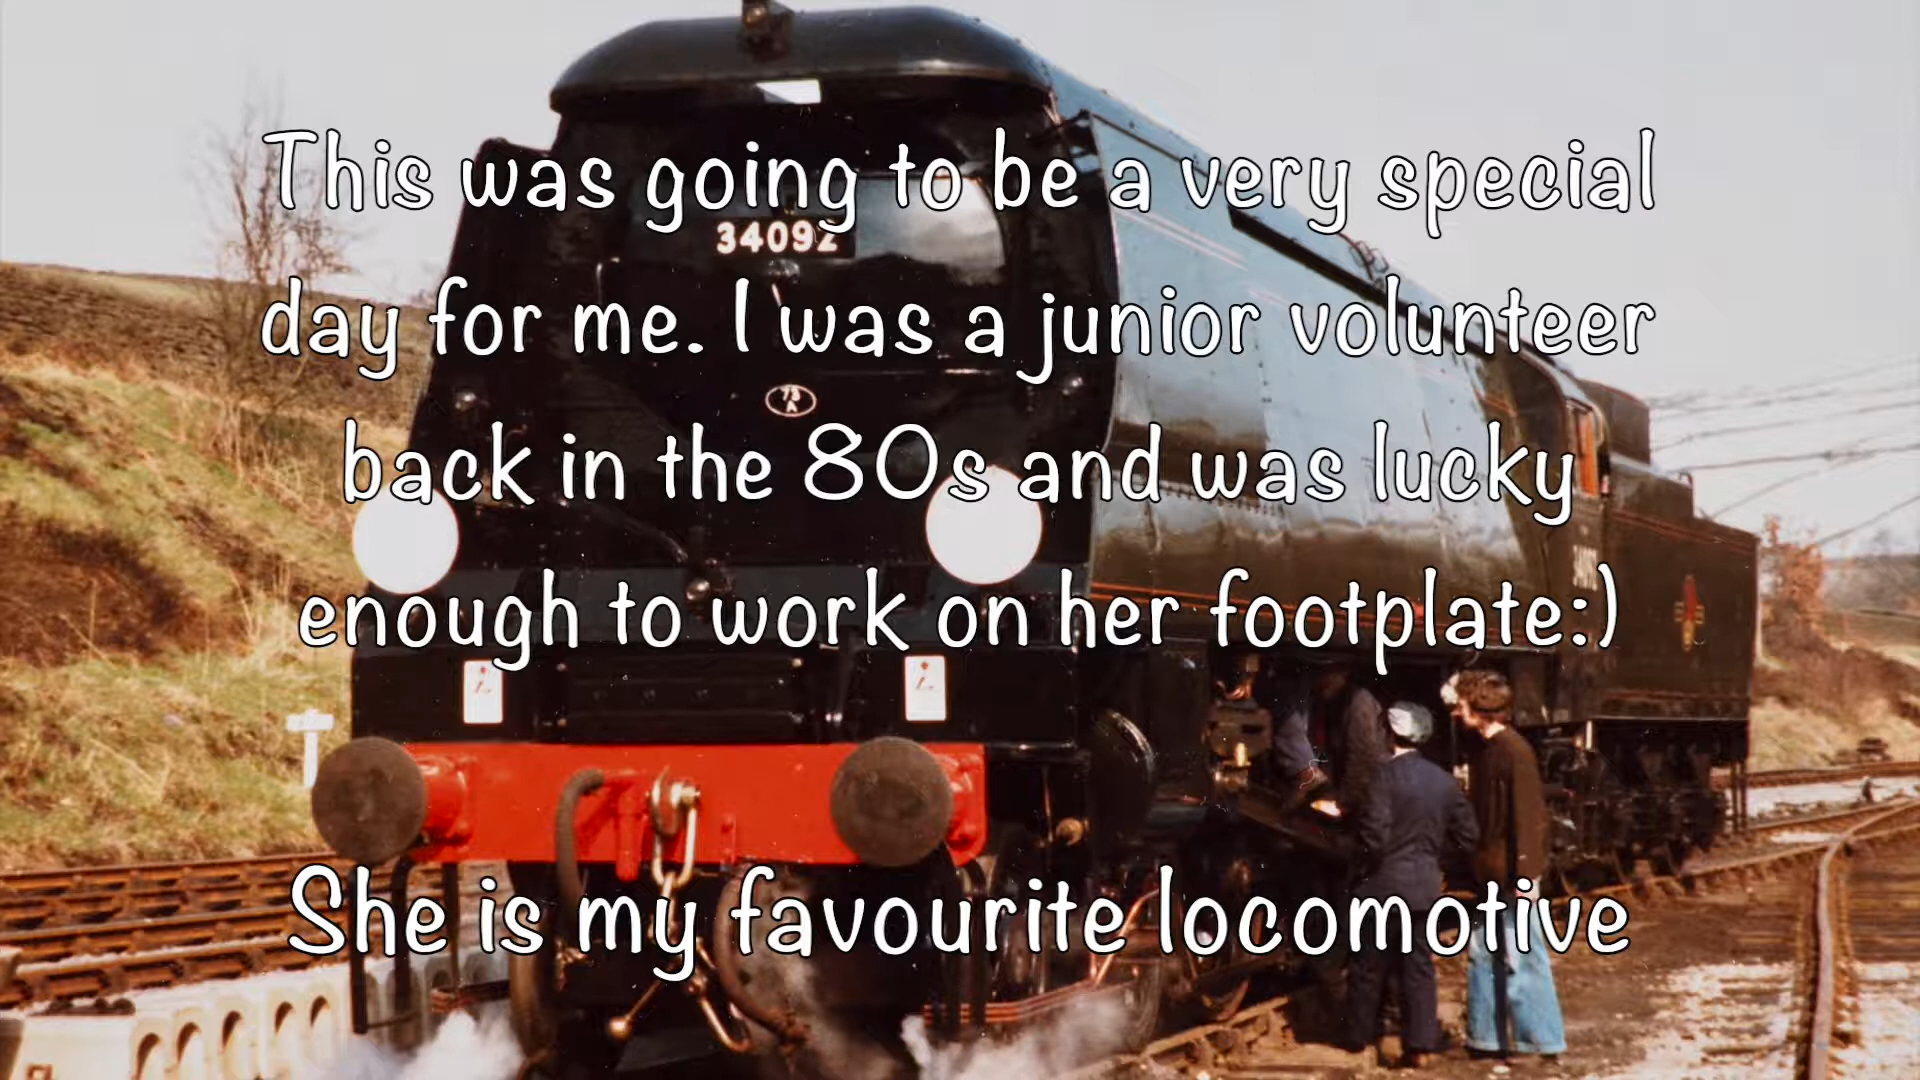 This was going to be a very special
34092
day for me. I was a junior volunteer
73
A
back in the 80s and was lucky
enough to work on her footplate:)
She is my favourite locomotive